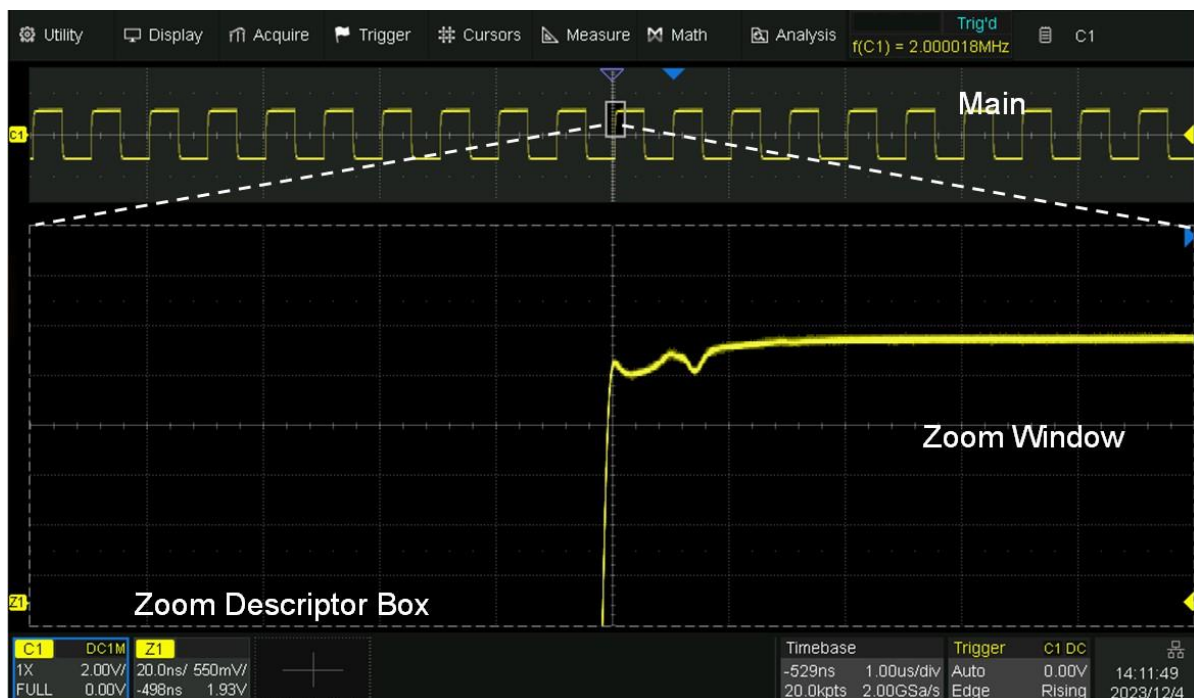 Utility Display Acquire Trigger Cursors Measure Math Analysis Trig'd
f(C1) = 2.000018MHz C1
Main
C1
Zoom Window
Z1
Zoom Descriptor Box
C1 DC1M Z1 Timebase Trigger C1 DC
1X 2.00V/ 20.0ns/ 550mV/ -529ns 1.00us/div Auto 0.00V 14:11:49
FULL 0.00V -498ns 1.93V 20.0kpts 2.00GSa/s Edge Rising 2023/12/4